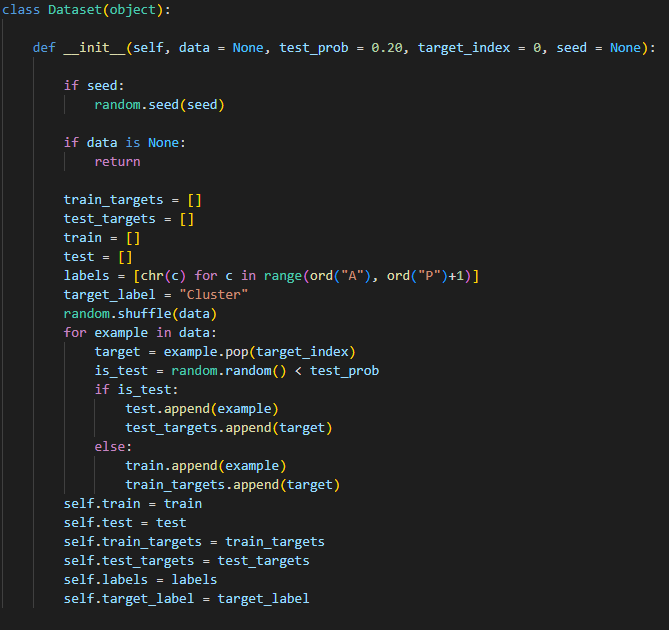 class Dataset(object):
    def __init__(self, data = None, test_prob = 0.20, target_index = 0, seed = None):
        if seed:
            random.seed(seed)
        if data is None:
            return
        train_targets = []
        test_targets = []
        train = []
        test = []
        labels = [chr(c) for c in range(ord("A"), ord("P")+1)]
        target_label = "Cluster"
        random.shuffle(data)
        for example in data:
            target = example.pop(target_index)
            is_test = random.random() < test_prob
            if is_test:
                test.append(example)
                test_targets.append(target)
            else:
                train.append(example)
                train_targets.append(target)
        self.train = train
        self.test = test
        self.train_targets = train_targets
        self.test_targets = test_targets
        self.labels = labels
        self.target_label = target_label